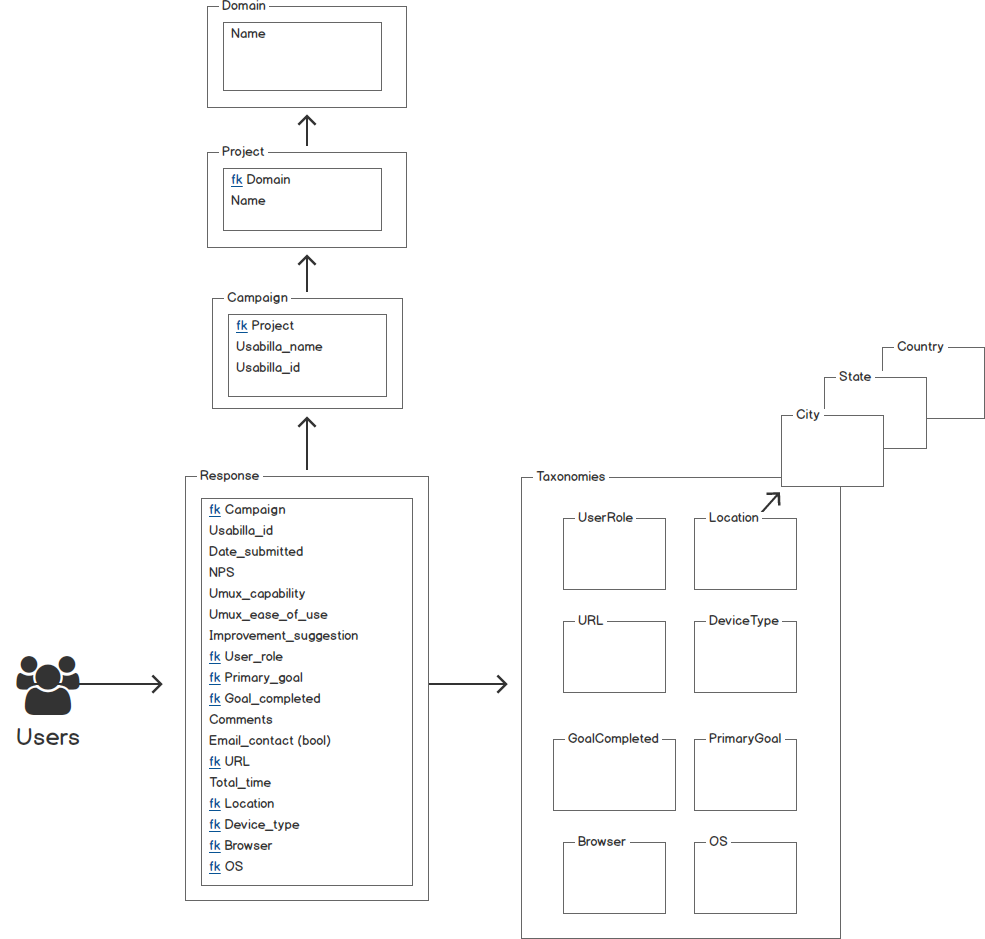 Domain
Name
Project
fk Domain
Name
Campaign
fk Project
Usabilla_name
Usabilla_id
Response
fk Campaign
Usabilla_id
Date_submitted
NPS
Umux_capability
Umux_ease_of_use
Improvement_suggestion
fk User_role
fk Primary_goal
fk Goal_completed
Comments
Email_contact (bool)
fk URL
Total_time
fk Location
fk Device_type
fk Browser
fk OS
Users
Country
State
City
Taxonomies
UserRole
Location
URL
DeviceType
GoalCompleted
PrimaryGoal
Browser
OS